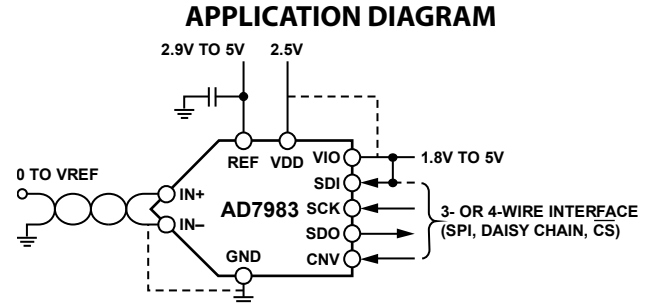 APPLICATION DIAGRAM
2.9V TO 5V 2.5V
REF VDD VIO 1.8V TO 5V
0 TO VREF SDI
IN+ AD7983 SCK 3- OR 4-WIRE INTERFACE
IN– SDO (SPI, DAISY CHAIN, CS)
GND CNV